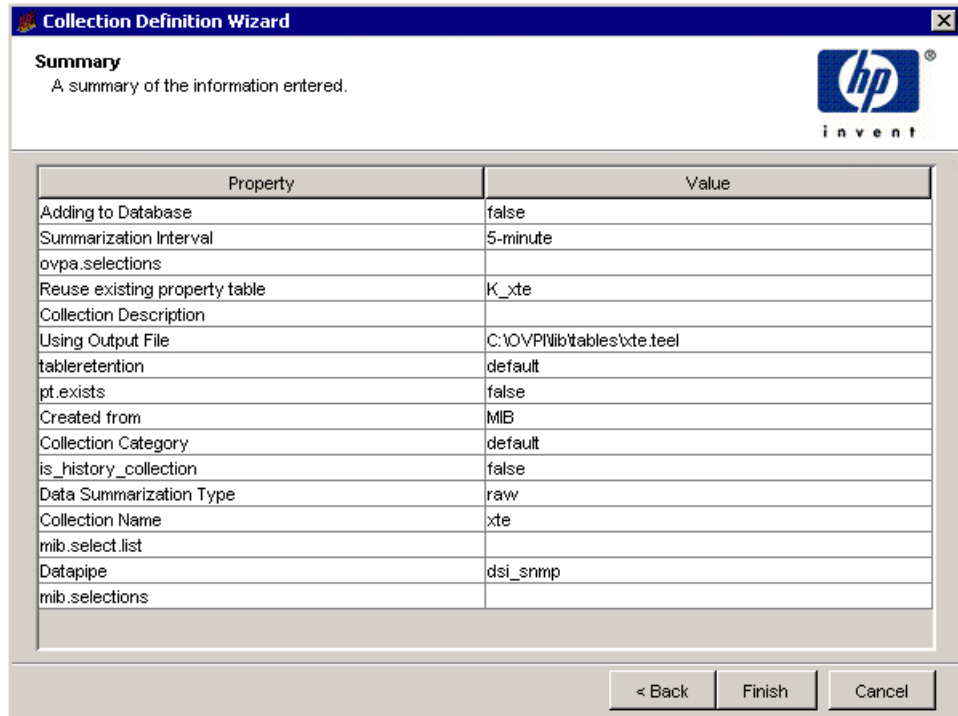 Collection Definition Wizard
Summary
A summary of the information entered.
hp
®
invent
Property Value
Adding to Database false
Summarization Interval 5-minute
ovpa.selections
Reuse existing property table K_xte
Collection Description
Using Output File C:\OVPI\lib\tables\xte.teel
tableretention default
pt.exists false
Created from MIB
Collection Category default
is_history_collection false
Data Summarization Type raw
Collection Name xte
mib.select.list
Datapipe dsi_snmp
mib.selections
< Back Finish Cancel